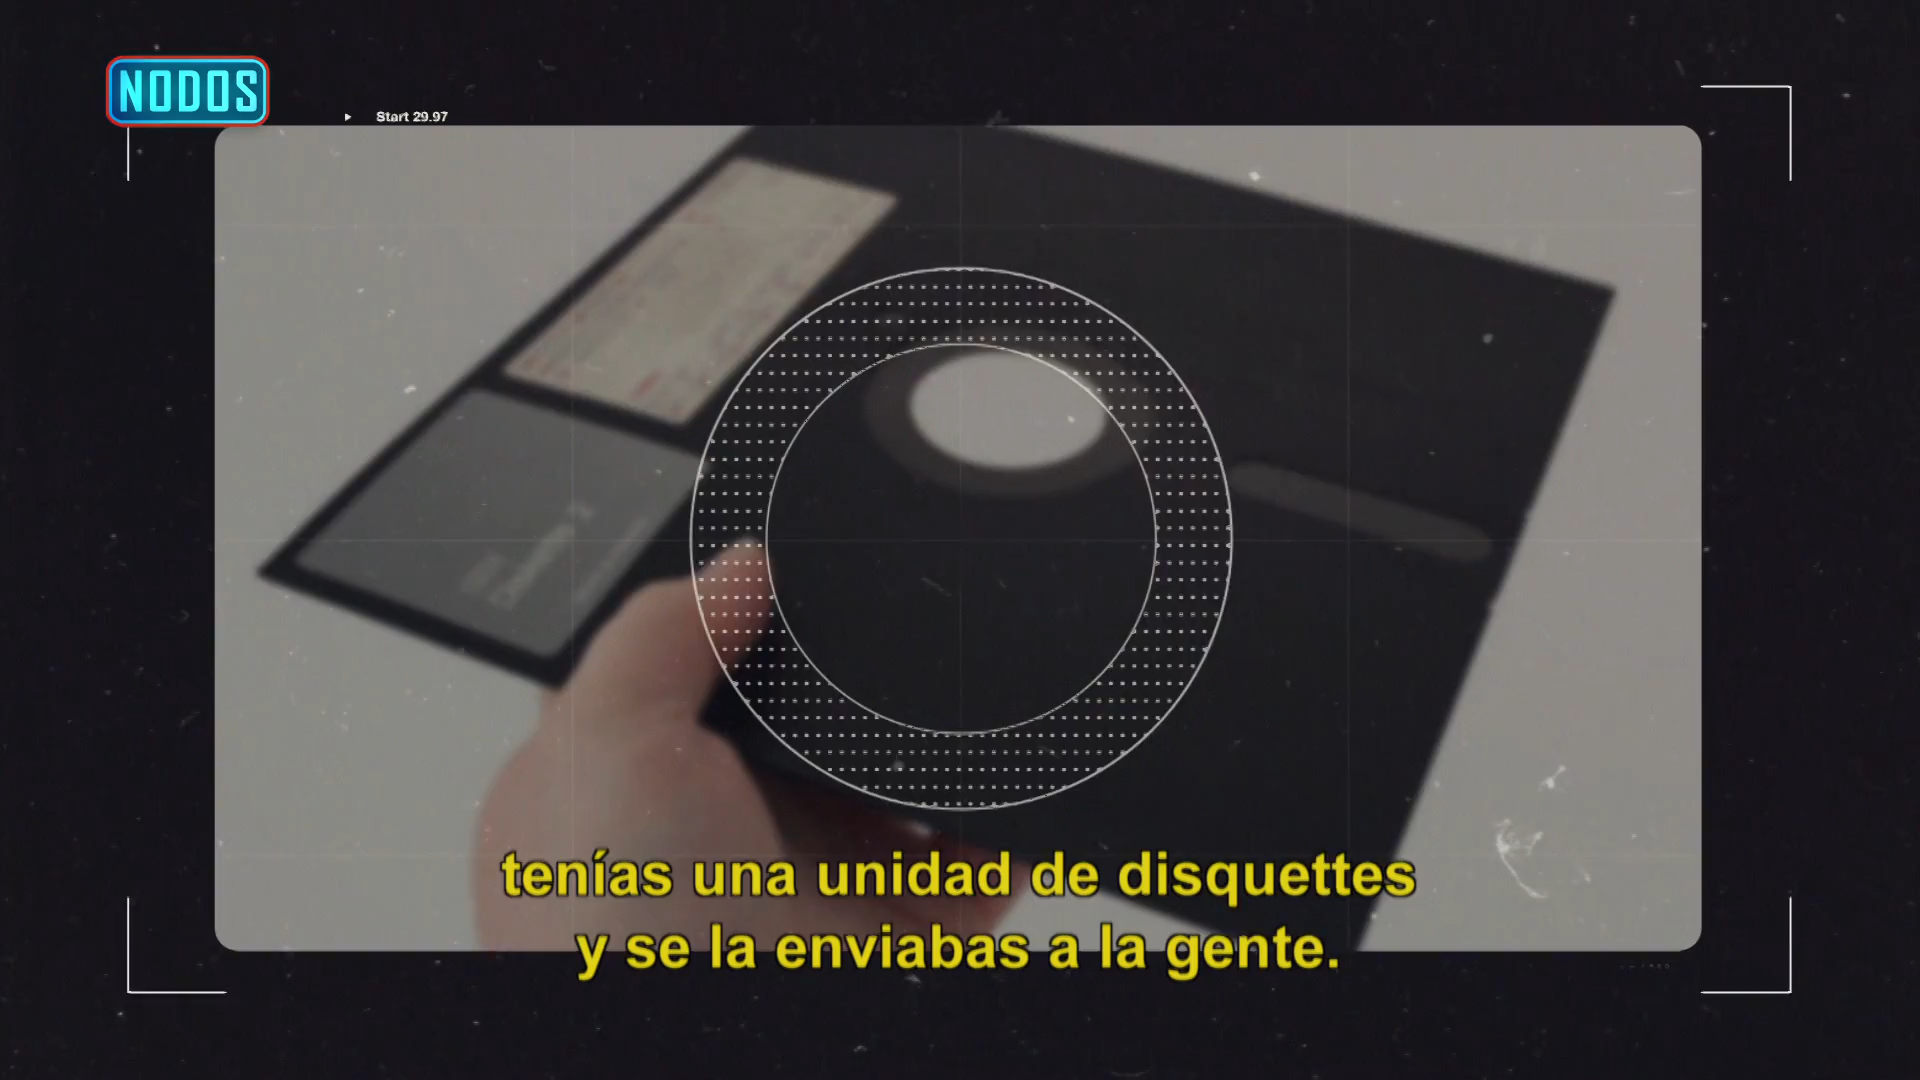 NODOS
Start 29.97
tenías una unidad de disquettes
y se la enviabas a la gente.